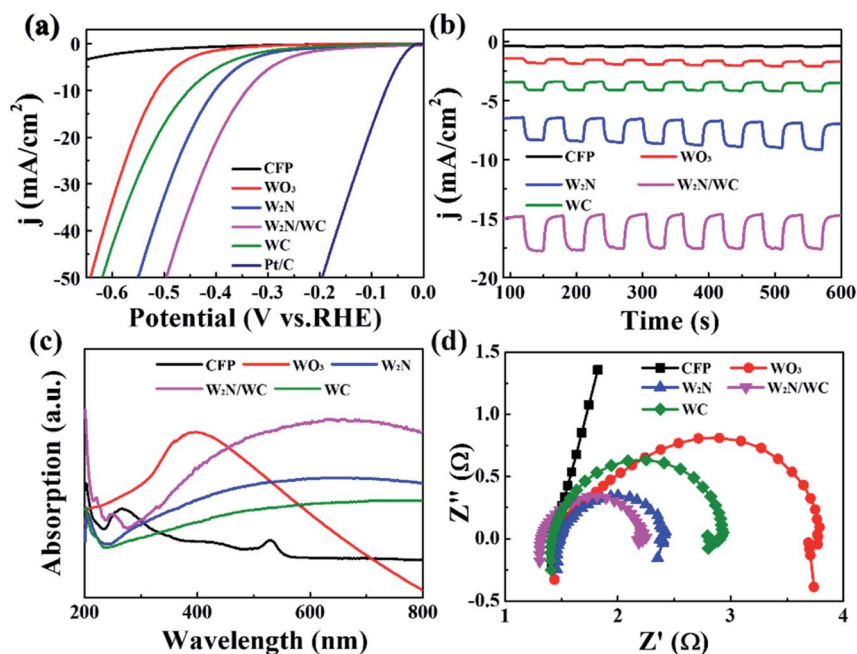 (a)
j (mA/cm²)
0
-10
-20
-30
-40
-50
CFP
WO₃
W₂N
W₂N/WC
WC
Pt/C
-0.6 -0.5 -0.4 -0.3 -0.2 -0.1 0.0
Potential (V vs.RHE)
(b)
j (mA/cm²)
0
-5
-10
-15
-20
CFP WO₃
W₂N W₂N/WC
WC
100 200 300 400 500 600
Time (s)
(c)
Absorption (a.u.)
CFP WO₃ W₂N
W₂N/WC WC
200 400 600 800
Wavelength (nm)
(d)
Z'' (Ω)
1.5
1.0
0.5
0.0
-0.5
CFP WO₃
W₂N W₂N/WC
WC
1 2 3 4
Z' (Ω)